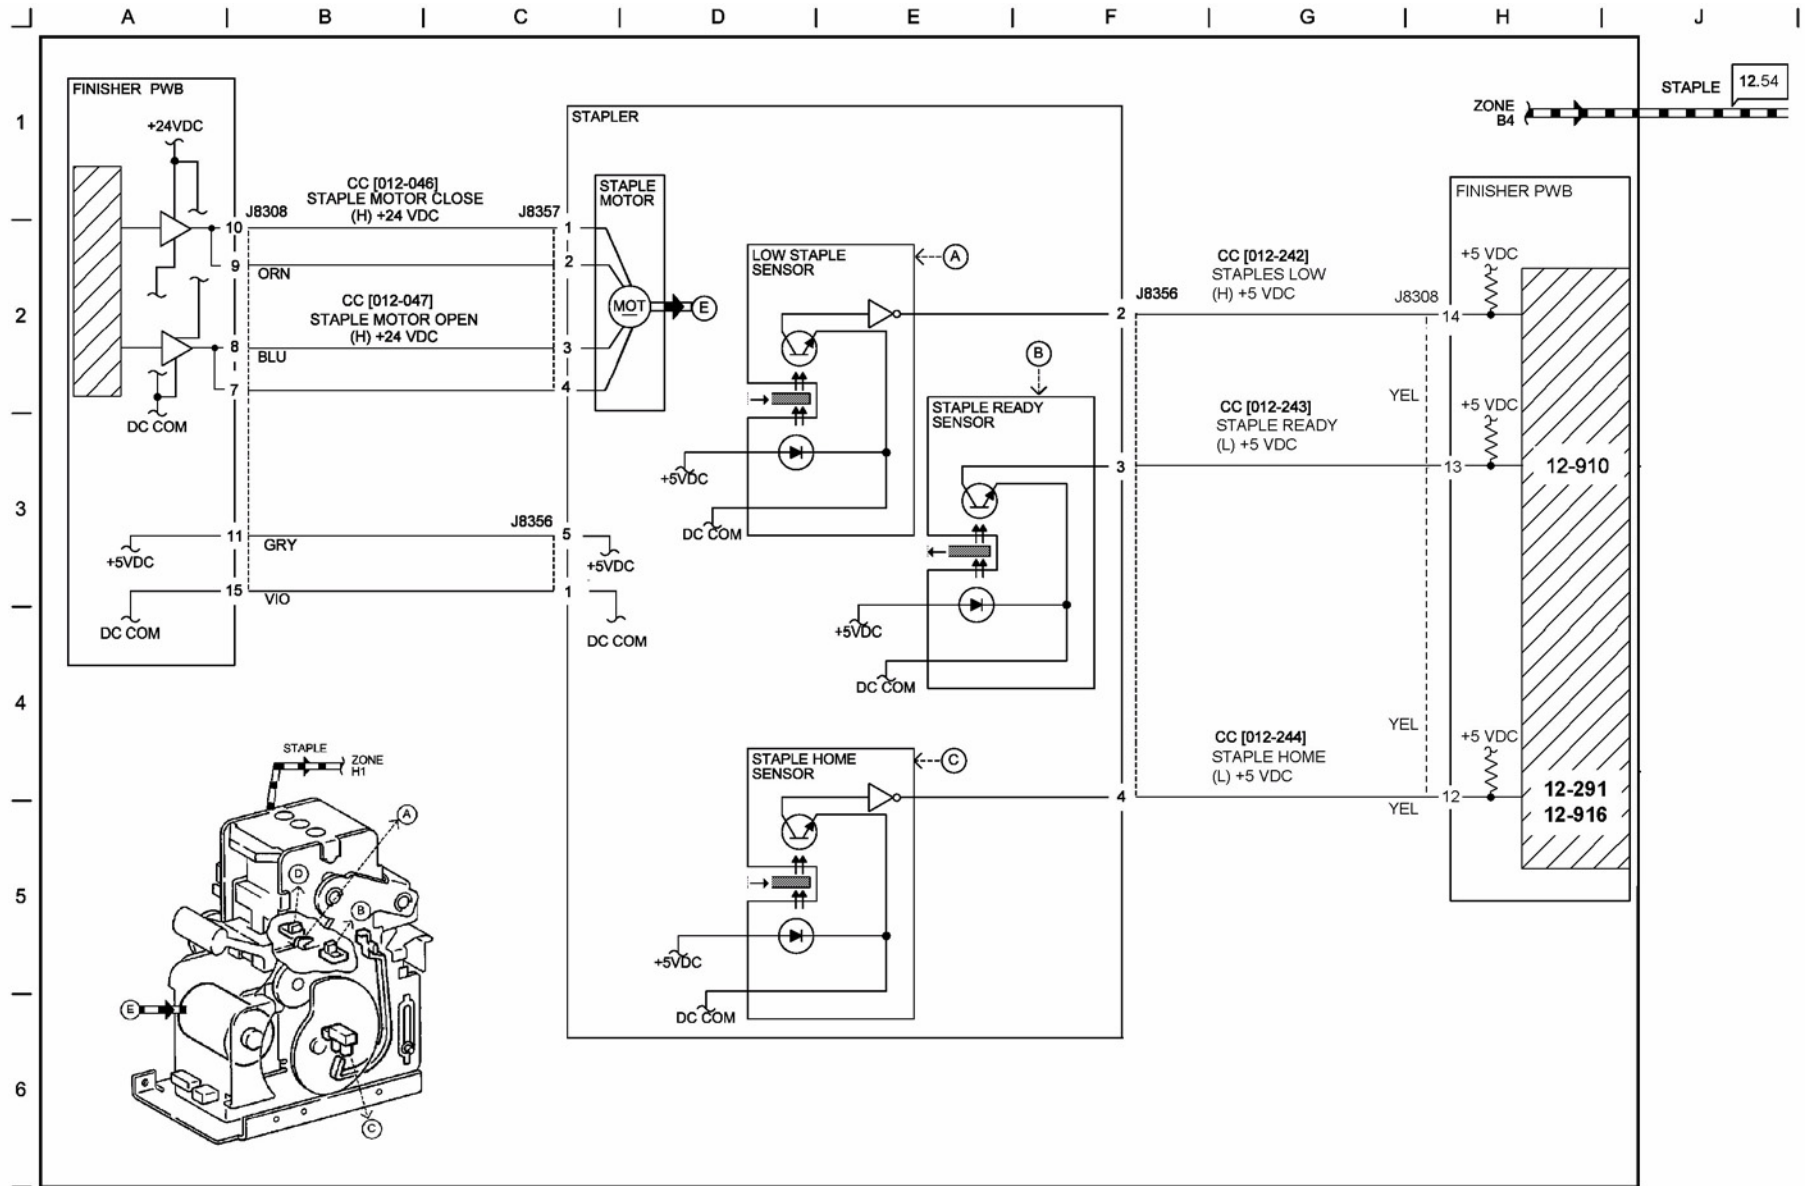 A B C D E F G H J
1
2
3
4
5
6
STAPLE 12.54
ZONE
B4
FINISHER PWB
+24VDC
J8308
10
9
8
7
DC COM
11
+5VDC
15
DC COM
CC [012-046]
STAPLE MOTOR CLOSE
(H) +24 VDC
ORN
CC [012-047]
STAPLE MOTOR OPEN
(H) +24 VDC
BLU
GRY
VIO
J8357
1
2
3
4
J8356
5
+5VDC
1
DC COM
STAPLER
STAPLE
MOTOR
MOT
E
LOW STAPLE
SENSOR
A
+5VDC
DC COM
STAPLE READY
SENSOR
B
+5VDC
DC COM
STAPLE HOME
SENSOR
C
+5VDC
DC COM
J8356
2
3
4
CC [012-242]
STAPLES LOW
(H) +5 VDC
YEL
CC [012-243]
STAPLE READY
(L) +5 VDC
YEL
CC [012-244]
STAPLE HOME
(L) +5 VDC
YEL
J8308
14
13
12
FINISHER PWB
+5 VDC
+5 VDC
12-910
+5 VDC
12-291
12-916
STAPLE
ZONE
H1
A
D
B
E
C